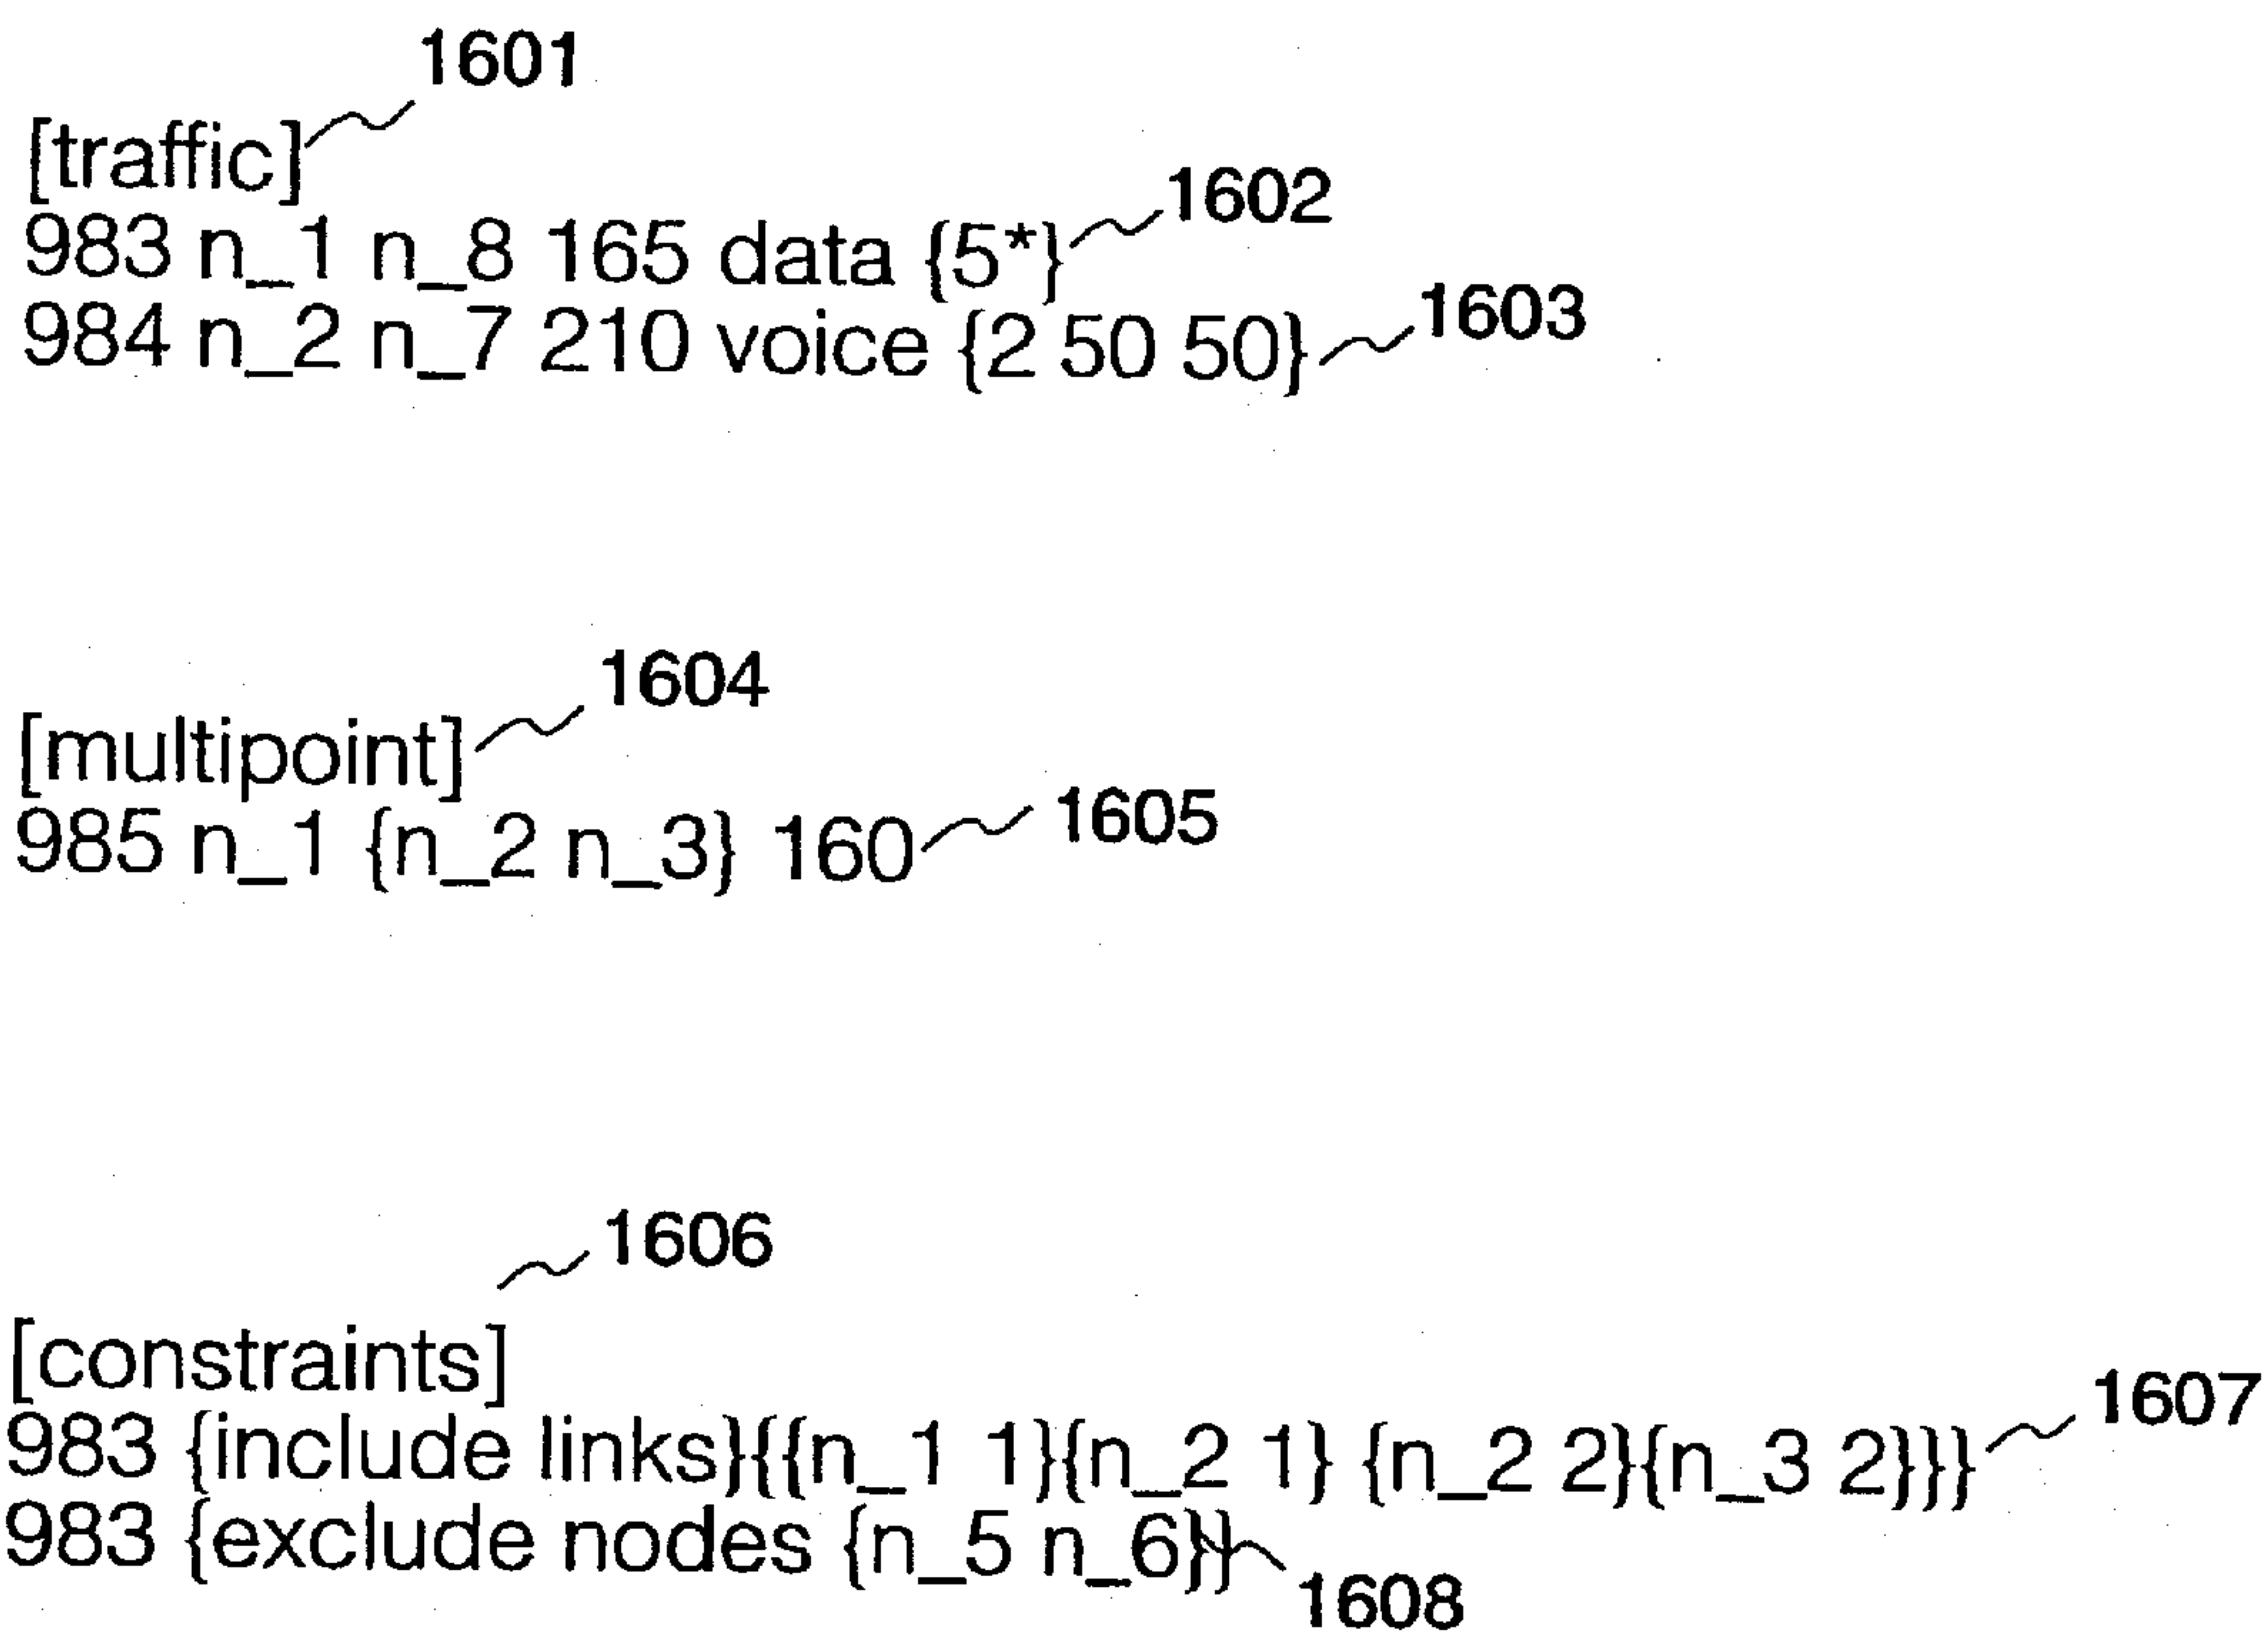 1601
[traffic]
1602
983 n_1 n_8 165 data {5*}
1603
984 n_2 n_7 210 voice {2 50 50}
1604
[multipoint]
1605
985 n_1 {n_2 n_3} 160
1606
[constraints]
1607
983 {include links}{{n_1 1}{n_2 1} {n_2 2}{n_3 2}}}
983 {exclude nodes {n_5 n_6}}
1608